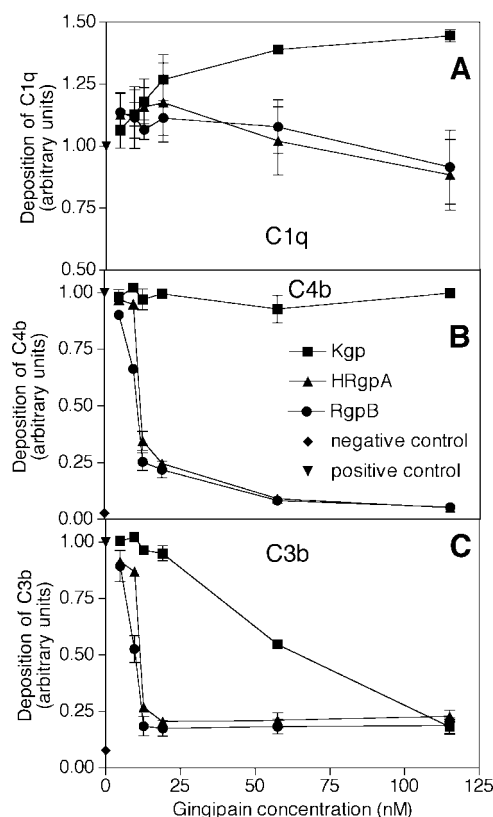 1.50
1.25
1.00
0.75
0.50
Deposition of C1q
(arbitrary units)
A
C1q
1.00
0.75
0.50
0.25
0.00
Deposition of C4b
(arbitrary units)
C4b
B
Kgp
HRgpA
RgpB
negative control
positive control
1.00
0.75
0.50
0.25
0.00
Deposition of C3b
(arbitrary units)
C3b
C
0 25 50 75 100 125
Gingipain concentration (nM)